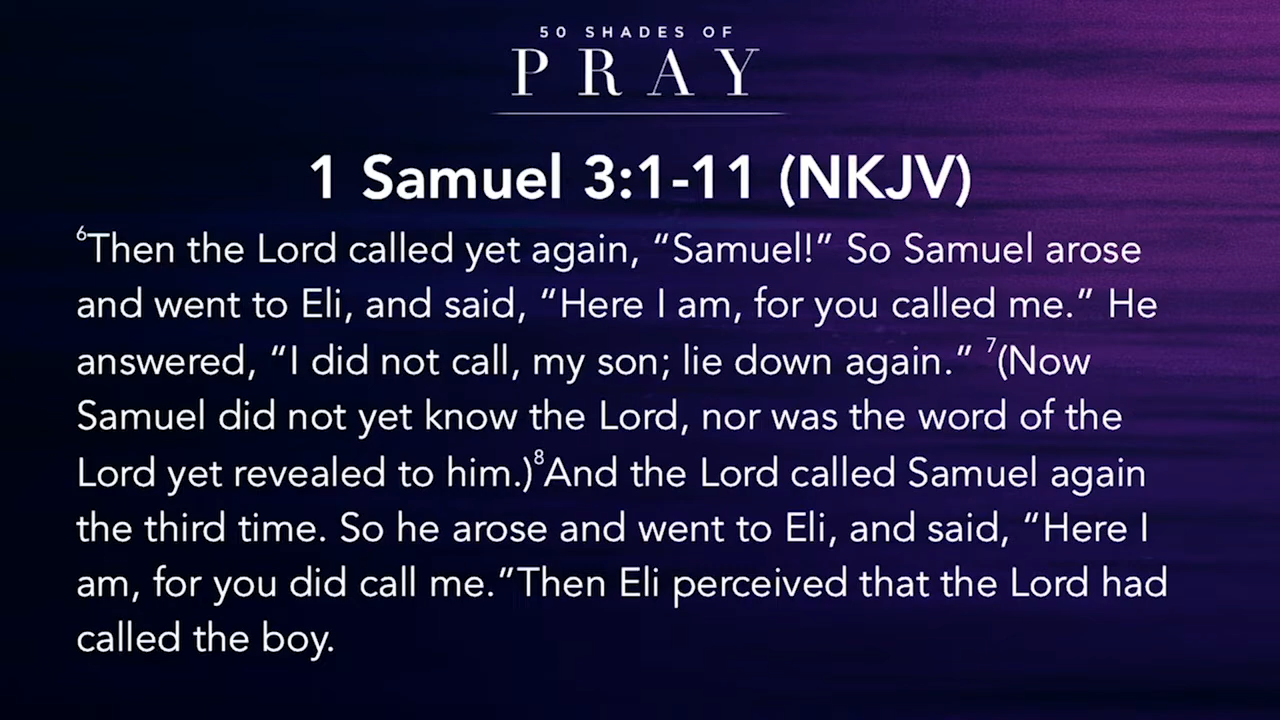 50 SHADES OF
PRAY
1 Samuel 3:1-11 (NKJV)
⁶Then the Lord called yet again, “Samuel!” So Samuel arose
and went to Eli, and said, “Here I am, for you called me.” He
answered, “I did not call, my son; lie down again.” ⁷(Now
Samuel did not yet know the Lord, nor was the word of the
Lord yet revealed to him.)⁸And the Lord called Samuel again
the third time. So he arose and went to Eli, and said, “Here I
am, for you did call me.”Then Eli perceived that the Lord had
called the boy.